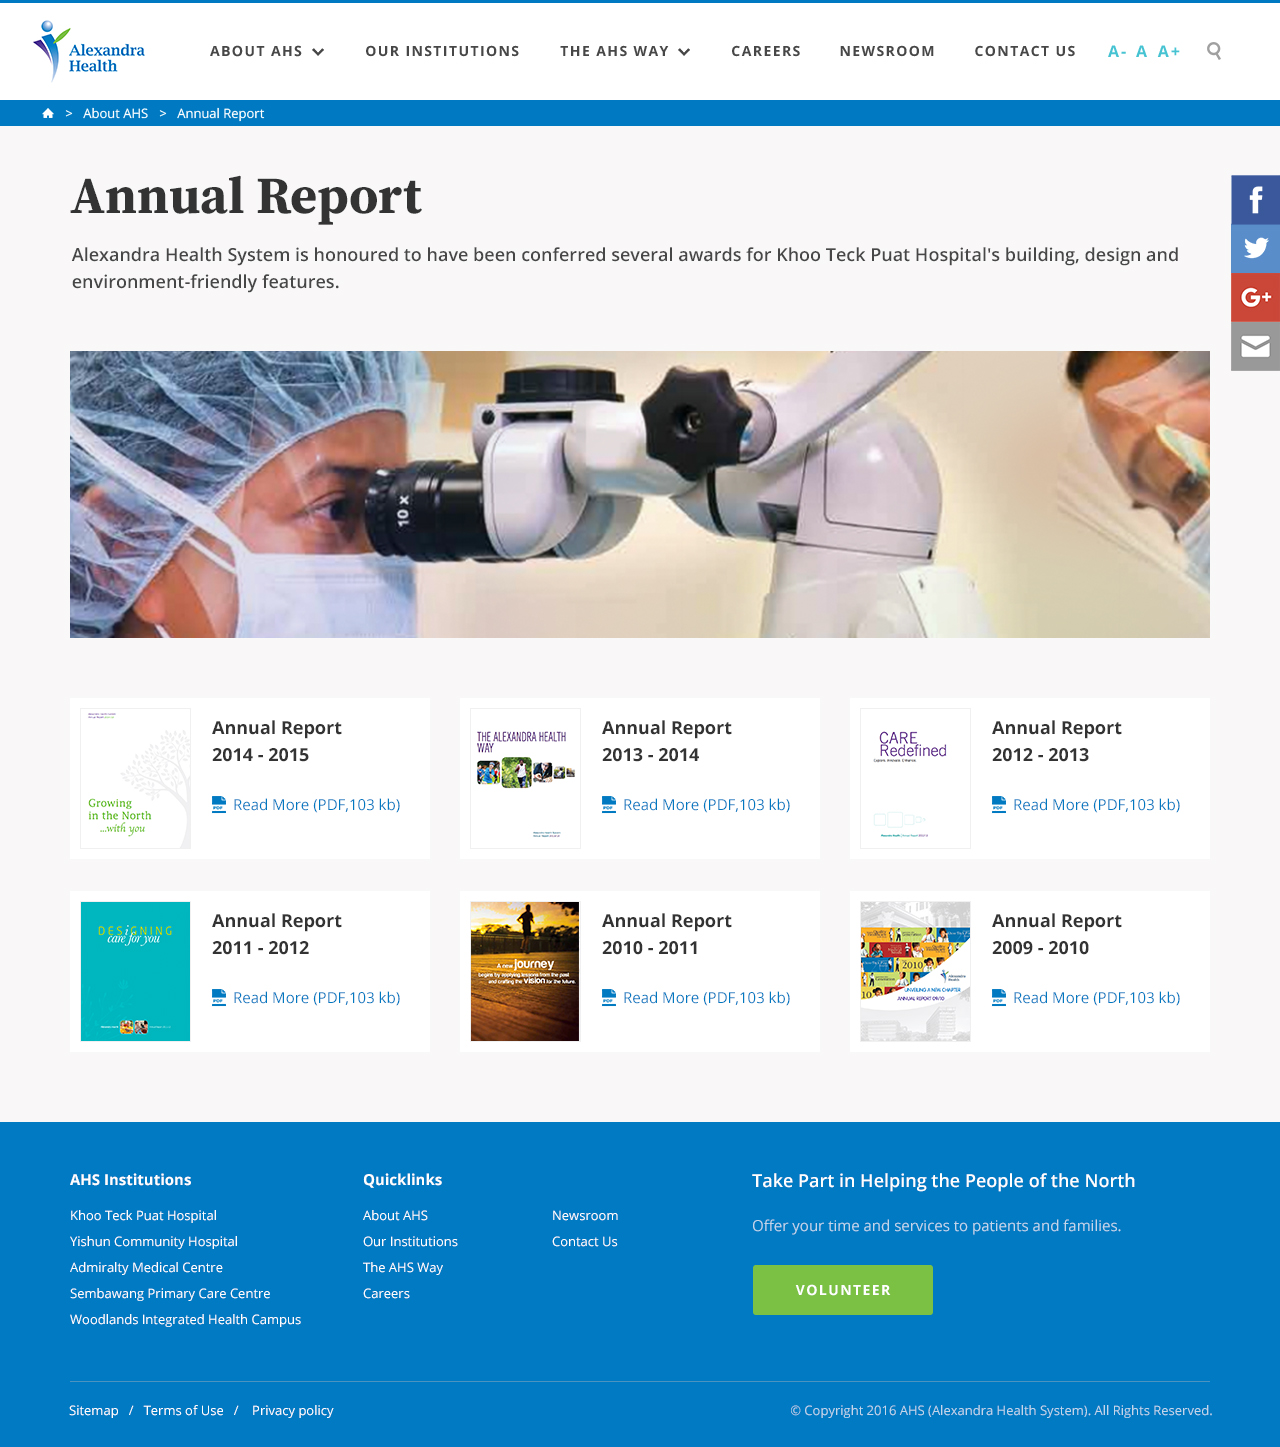 Alexandra
Health
ABOUT AHS
OUR INSTITUTIONS
THE AHS WAY
CAREERS
NEWSROOM
CONTACT US
A- A A+
> About AHS > Annual Report
Annual Report
Alexandra Health System is honoured to have been conferred several awards for Khoo Teck Puat Hospital's building, design and
environment-friendly features.
10 x
Growing
in the North
...with you
Annual Report
2014 - 2015
PDF Read More (PDF,103 kb)
THE ALEXANDRA HEALTH
WAY
Annual Report
2013 - 2014
PDF Read More (PDF,103 kb)
CARE
Redefined
Annual Report
2012 - 2013
PDF Read More (PDF,103 kb)
DESIGNING
care for you
Annual Report
2011 - 2012
PDF Read More (PDF,103 kb)
A new journey
begins by applying lessons from the past
and crafting the vision for the future.
Annual Report
2010 - 2011
PDF Read More (PDF,103 kb)
2010
Alexandra
Health
UNVEILING A NEW CHAPTER
ANNUAL REPORT 09/10
Annual Report
2009 - 2010
PDF Read More (PDF,103 kb)
AHS Institutions
Khoo Teck Puat Hospital
Yishun Community Hospital
Admiralty Medical Centre
Sembawang Primary Care Centre
Woodlands Integrated Health Campus
Quicklinks
About AHS
Our Institutions
The AHS Way
Careers
Newsroom
Contact Us
Take Part in Helping the People of the North
Offer your time and services to patients and families.
VOLUNTEER
Sitemap / Terms of Use / Privacy policy
© Copyright 2016 AHS (Alexandra Health System). All Rights Reserved.